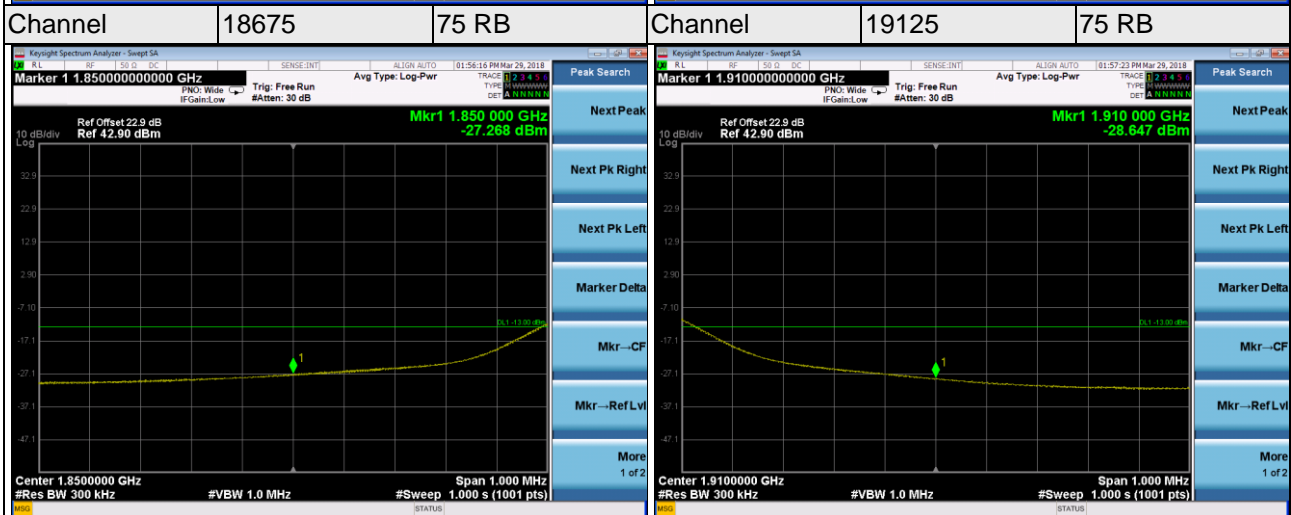 Channel 18675 75 RB Channel 19125 75 RB
Keysight Spectrum Analyzer - Swept SA
RL RF 50 Ω DC SENSE:INT ALIGN AUTO 01:56:16 PM Mar 29, 2018
Marker 1 1.850000000000 GHz
PNO: Wide
IFGain:Low
Trig: Free Run
#Atten: 30 dB
Avg Type: Log-Pwr
TRACE 1 2 3 4 5 6
TYPE M WWWWW
DET A N N N N N
Peak Search
Ref Offset 22.9 dB
Ref 42.90 dBm
10 dB/div
Log
Mkr1 1.850 000 GHz
-27.268 dBm
32.9
22.9
12.9
2.90
-7.10
-17.1
-27.1
-37.1
-47.1
DL1 -13.00 dBm
1
Center 1.8500000 GHz
Span 1.000 MHz
#Res BW 300 kHz
#VBW 1.0 MHz
#Sweep 1.000 s (1001 pts)
MSG
STATUS
Next Peak
Next Pk Right
Next Pk Left
Marker Delta
Mkr→CF
Mkr→Ref Lvl
More
1 of 2
Keysight Spectrum Analyzer - Swept SA
RL RF 50 Ω DC SENSE:INT ALIGN AUTO 01:57:23 PM Mar 29, 2018
Marker 1 1.910000000000 GHz
PNO: Wide
IFGain:Low
Trig: Free Run
#Atten: 30 dB
Avg Type: Log-Pwr
TRACE 1 2 3 4 5 6
TYPE M WWWWW
DET A N N N N N
Peak Search
Ref Offset 22.9 dB
Ref 42.90 dBm
10 dB/div
Log
Mkr1 1.910 000 GHz
-28.647 dBm
32.9
22.9
12.9
2.90
-7.10
-17.1
-27.1
-37.1
-47.1
DL1 -13.00 dBm
1
Center 1.9100000 GHz
Span 1.000 MHz
#Res BW 300 kHz
#VBW 1.0 MHz
#Sweep 1.000 s (1001 pts)
MSG
STATUS
Next Peak
Next Pk Right
Next Pk Left
Marker Delta
Mkr→CF
Mkr→Ref Lvl
More
1 of 2